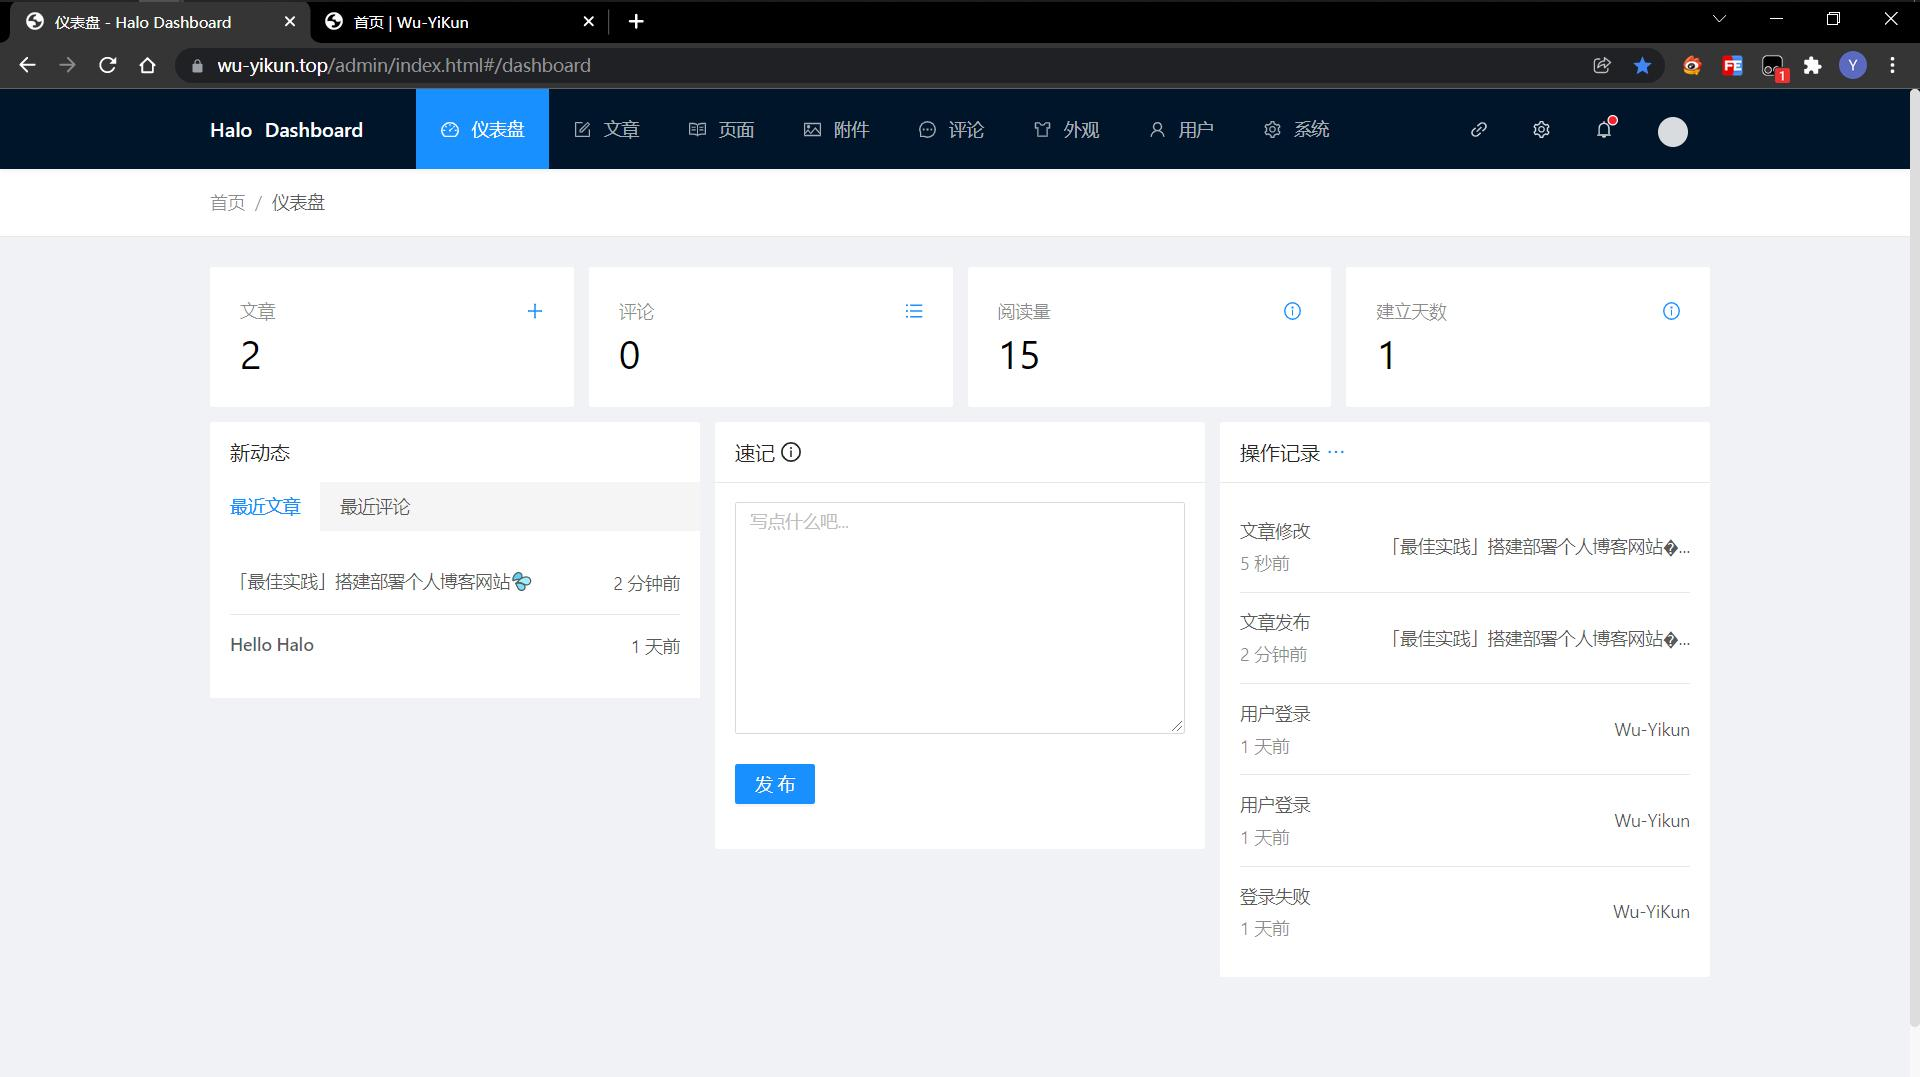 仪表盘 - Halo Dashboard
首页 | Wu-YiKun
wu-yikun.top/admin/index.html#/dashboard
FE
1
Y
Halo Dashboard
仪表盘
文章
页面
附件
评论
外观
用户
系统
首页 / 仪表盘
文章
2
评论
0
阅读量
15
建立天数
1
新动态
最近文章
最近评论
「最佳实践」搭建部署个人博客网站💦
2 分钟前
Hello Halo
1 天前
速记
写点什么吧...
发 布
操作记录 ...
文章修改
5 秒前
「最佳实践」搭建部署个人博客网站�...
文章发布
2 分钟前
「最佳实践」搭建部署个人博客网站�...
用户登录
1 天前
Wu-Yikun
用户登录
1 天前
Wu-Yikun
登录失败
1 天前
Wu-YiKun